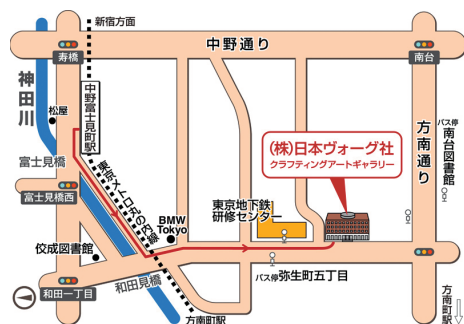 新宿方面
中野通り
寿橋
南台
神田川
松屋
中野富士見町駅
富士見橋
富士見橋西
東京メトロ丸の内線
(株)日本ヴォーグ社
クラフティングアートギャラリー
方南通り
バス停
南台図書館
東京地下鉄
研修センター
BMW
Tokyo
佼成図書館
和田見橋
和田一丁目
バス停 弥生町五丁目
方南町駅
方南町駅